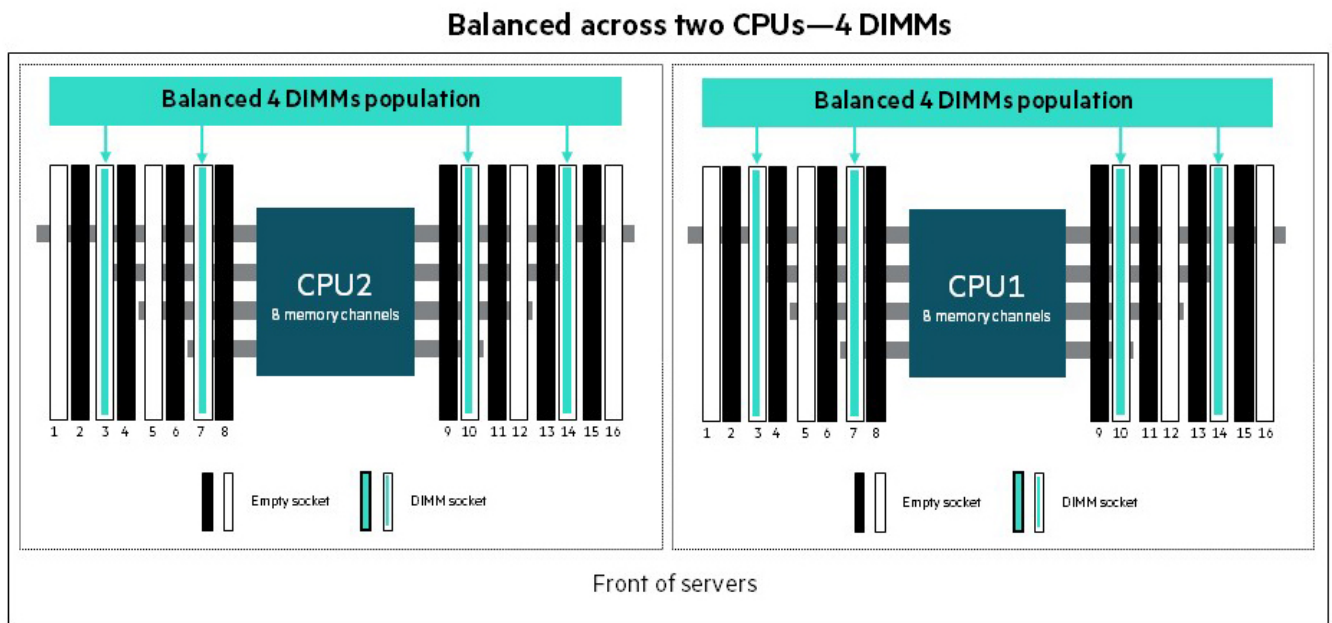 Balanced across two CPUs—4 DIMMs
Balanced 4 DIMMs population
CPU2
8 memory channels
1 2 3 4 5 6 7 8 9 10 11 12 13 14 15 16
Empty socket DIMM socket
Balanced 4 DIMMs population
CPU1
8 memory channels
1 2 3 4 5 6 7 8 9 10 11 12 13 14 15 16
Empty socket DIMM socket
Front of servers